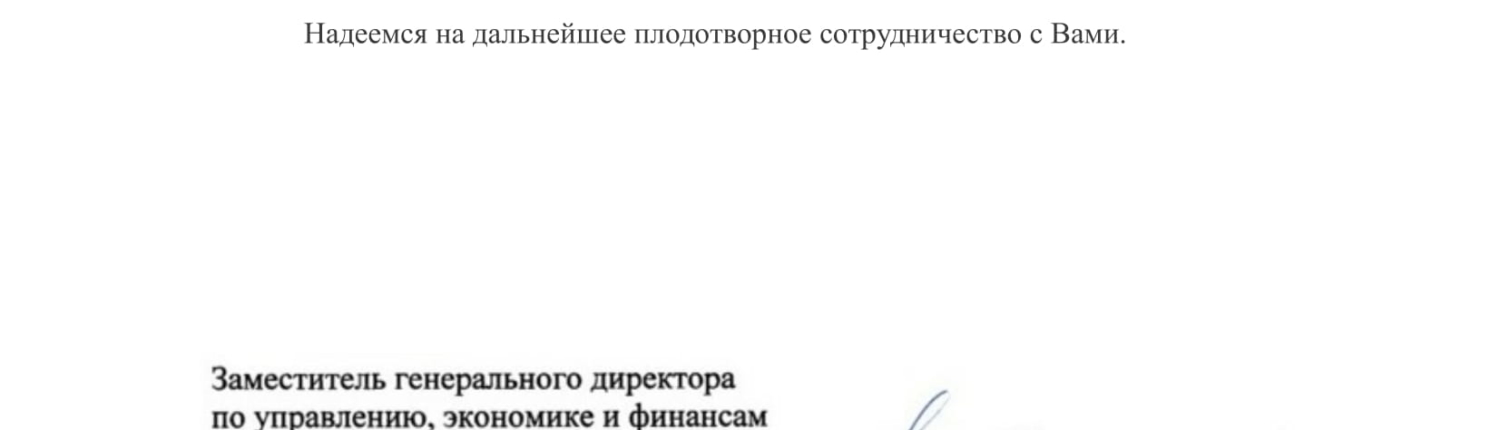 Надеемся на дальнейшее плодотворное сотрудничество с Вами.
Заместитель генерального директора
по управлению, экономике и финансам